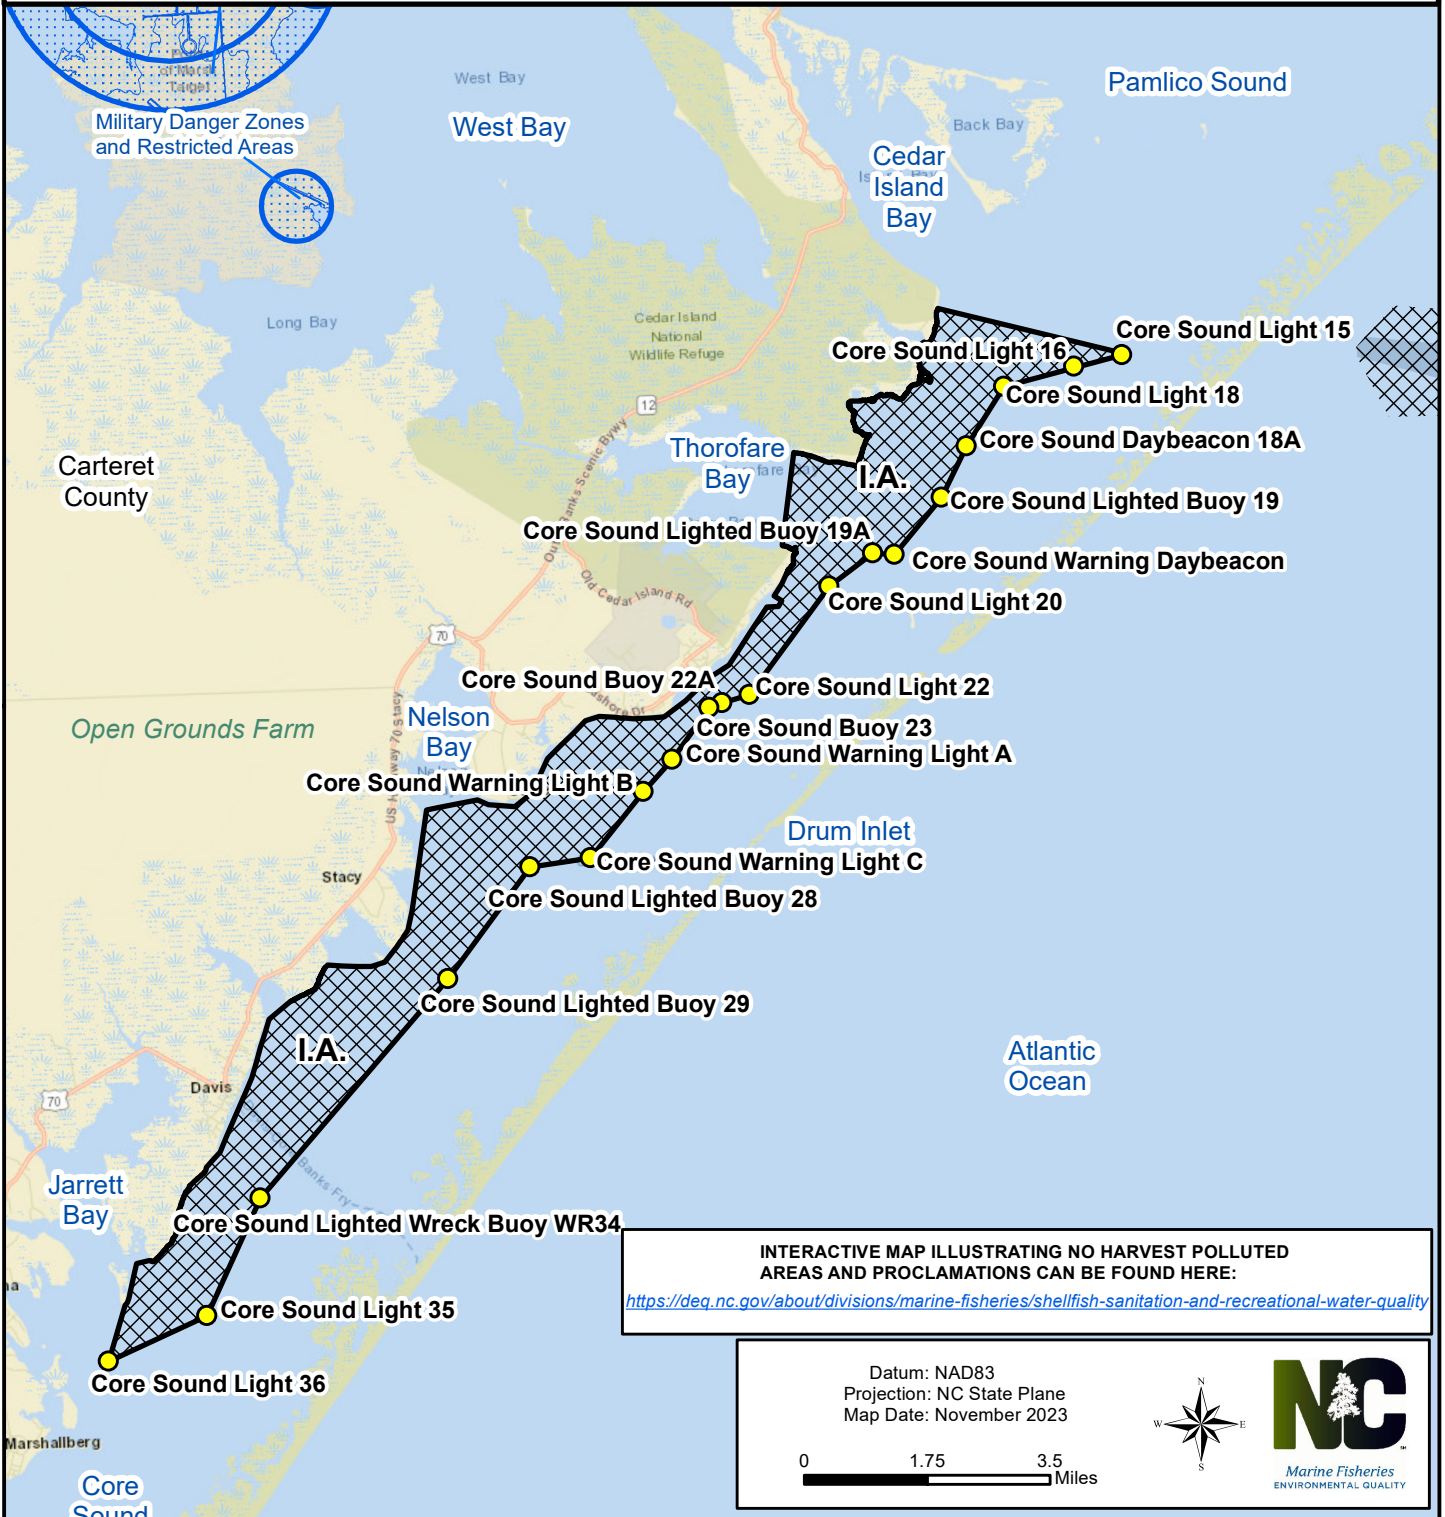 of Marsh
Target
Military Danger Zones
and Restricted Areas
West Bay
West Bay
Pamlico Sound
Back Bay
Cedar
Island
Bay
Long Bay
Cedar Island
National
Wildlife Refuge
12
Core Sound Light 15
Core Sound Light 16
Core Sound Light 18
Core Sound Daybeacon 18A
Carteret
County
Thorofare
Bay
I.A.
Core Sound Lighted Buoy 19
Core Sound Lighted Buoy 19A
Core Sound Warning Daybeacon
Old Cedar Island Rd
Core Sound Light 20
70
Core Sound Buoy 22A
Core Sound Light 22
Open Grounds Farm
Nelson
Bay
Core Sound Buoy 23
Core Sound Warning Light A
Core Sound Warning Light B
Drum Inlet
Core Sound Warning Light C
Stacy
Core Sound Lighted Buoy 28
Core Sound Lighted Buoy 29
I.A.
Atlantic
Ocean
Davis
70
Jarrett
Bay
Core Sound Lighted Wreck Buoy WR34
Core Sound Light 35
Core Sound Light 36
Marshallberg
Core
Sound
INTERACTIVE MAP ILLUSTRATING NO HARVEST POLLUTED
AREAS AND PROCLAMATIONS CAN BE FOUND HERE:
https://deq.nc.gov/about/divisions/marine-fisheries/shellfish-sanitation-and-recreational-water-quality
Datum: NAD83
Projection: NC State Plane
Map Date: November 2023
0 1.75 3.5
Miles
N
W E
S
NC
Marine Fisheries
ENVIRONMENTAL QUALITY